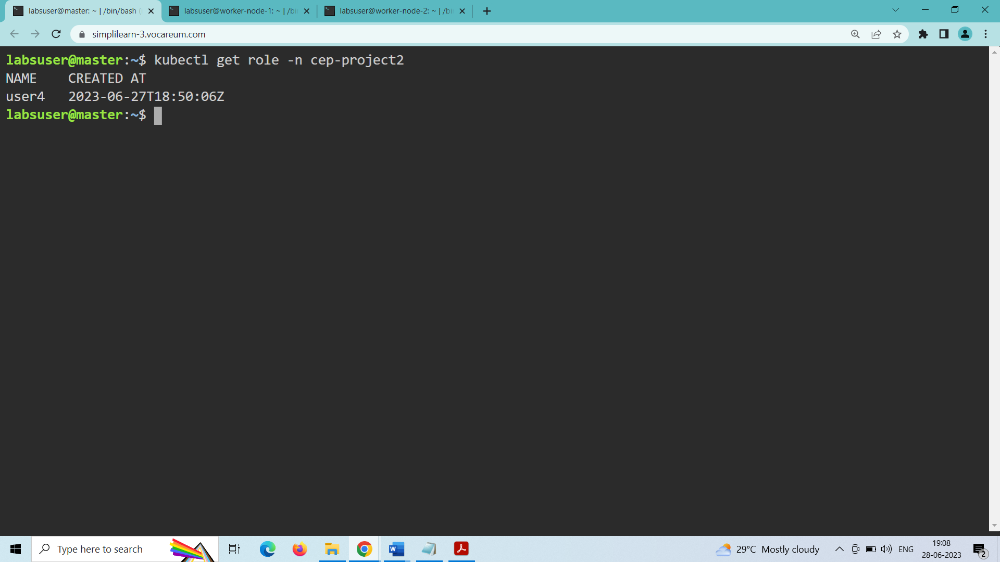 labsuser@master: ~ | /bin/bash (i
labsuser@worker-node-1: ~ | /bi
labsuser@worker-node-2: ~ | /bi
simplilearn-3.vocareum.com
labsuser@master:~$ kubectl get role -n cep-project2
NAME    CREATED AT
user4   2023-06-27T18:50:06Z
labsuser@master:~$
Type here to search
29°C Mostly cloudy
ENG
19:08
28-06-2023
2